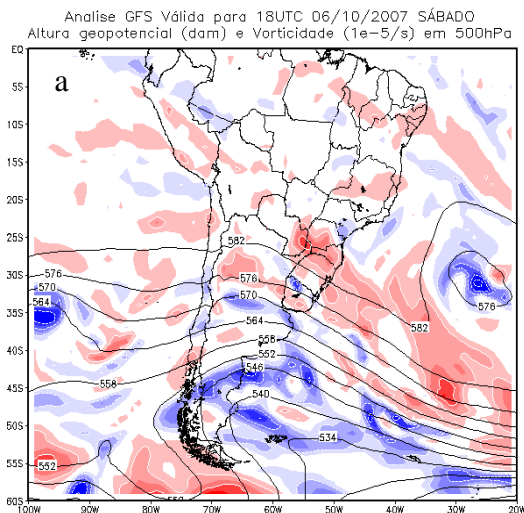 Analise GFS Válida para 18UTC 06/10/2007 SÁBADO
Altura geopotencial (dam) e Vorticidade (1e-5/s) em 500hPa
EQ
a
5S
10S
15S
20S
25S
582
30S
576
576
570
570
576
564
35S
564
582
558
40S
552
546
45S
558
540
50S
534
55S
552
60S
100W 90W 80W 70W 60W 50W 40W 30W 20W